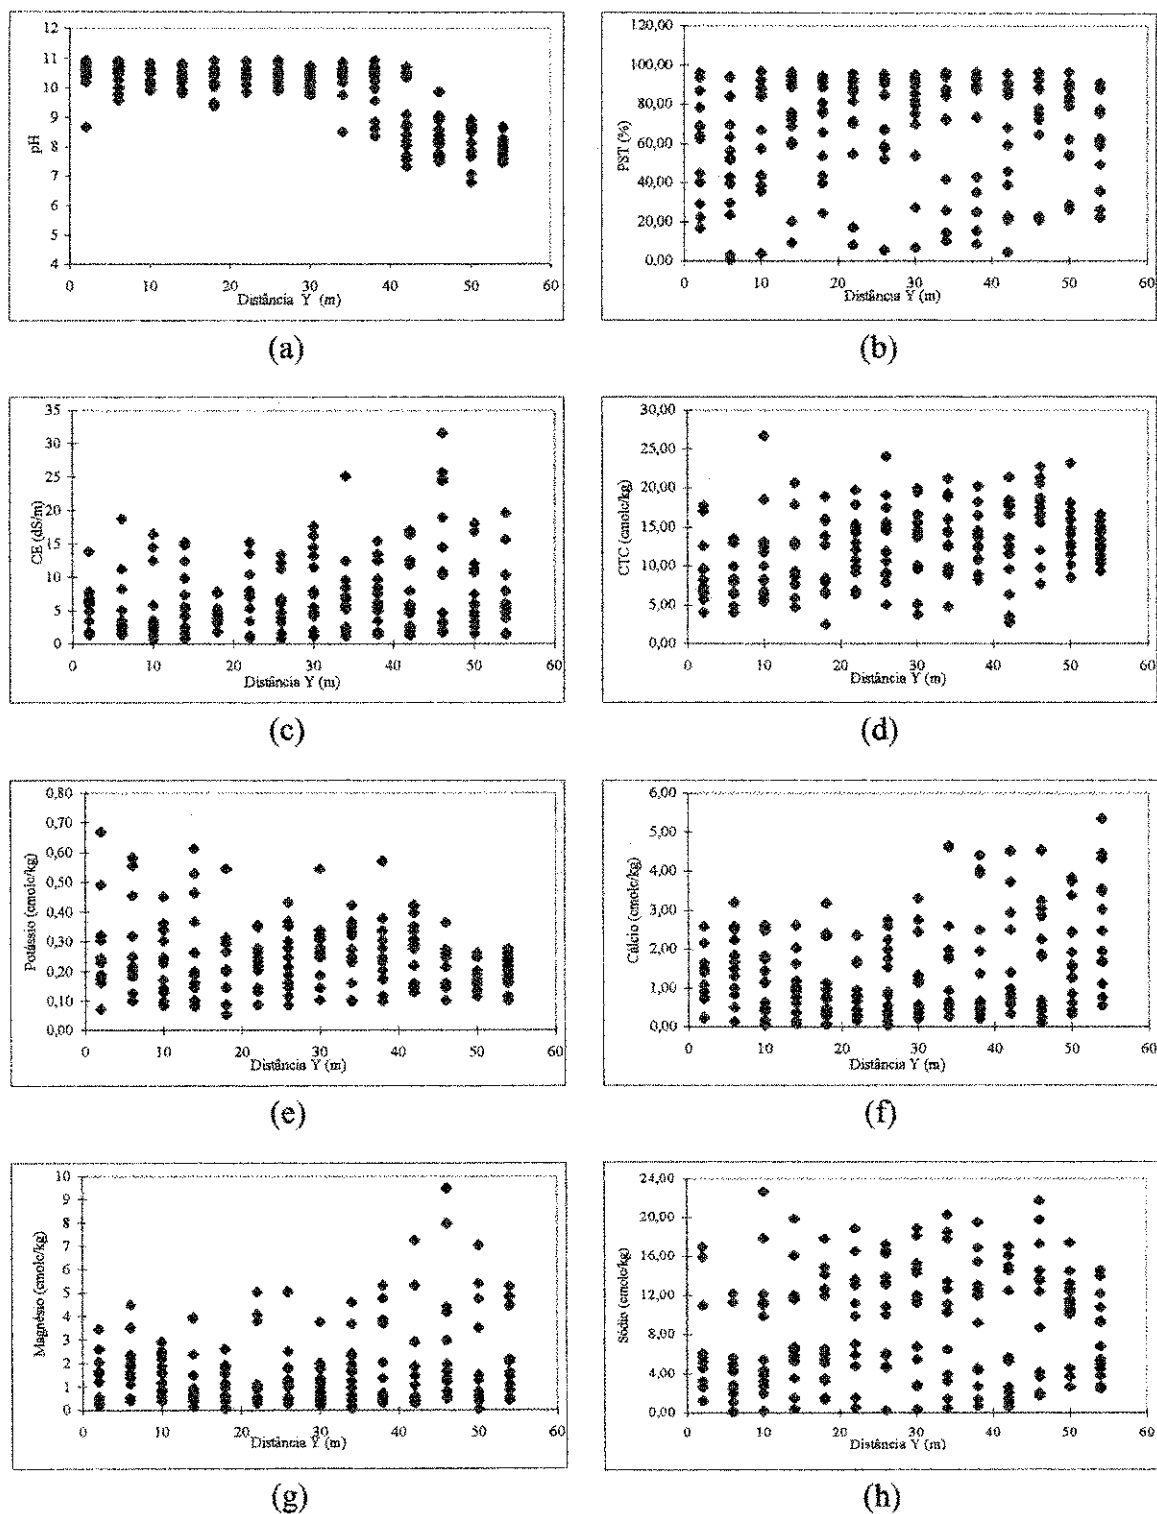 12
11
10
9
8
7
6
5
4
pH
0 10 20 30 40 50 60
Distância Y (m)
(a)
120,00
100,00
80,00
60,00
40,00
20,00
0,00
PST (%)
0 10 20 30 40 50 60
Distância Y (m)
(b)
35
30
25
20
15
10
5
0
CE (dS/m)
0 10 20 30 40 50 60
Distância Y (m)
(c)
30,00
25,00
20,00
15,00
10,00
5,00
0,00
CTC (cmolc/kg)
0 10 20 30 40 50 60
Distância Y (m)
(d)
0,80
0,70
0,60
0,50
0,40
0,30
0,20
0,10
0,00
Potássio (cmolc/kg)
0 10 20 30 40 50 60
Distância Y (m)
(e)
6,00
5,00
4,00
3,00
2,00
1,00
0,00
Cálcio (cmolc/kg)
0 10 20 30 40 50 60
Distância Y (m)
(f)
10
9
8
7
6
5
4
3
2
1
0
Magnésio (cmolc/kg)
0 10 20 30 40 50 60
Distância Y (m)
(g)
24,00
20,00
16,00
12,00
8,00
4,00
0,00
Sódio (cmolc/kg)
0 10 20 30 40 50 60
Distância Y (m)
(h)